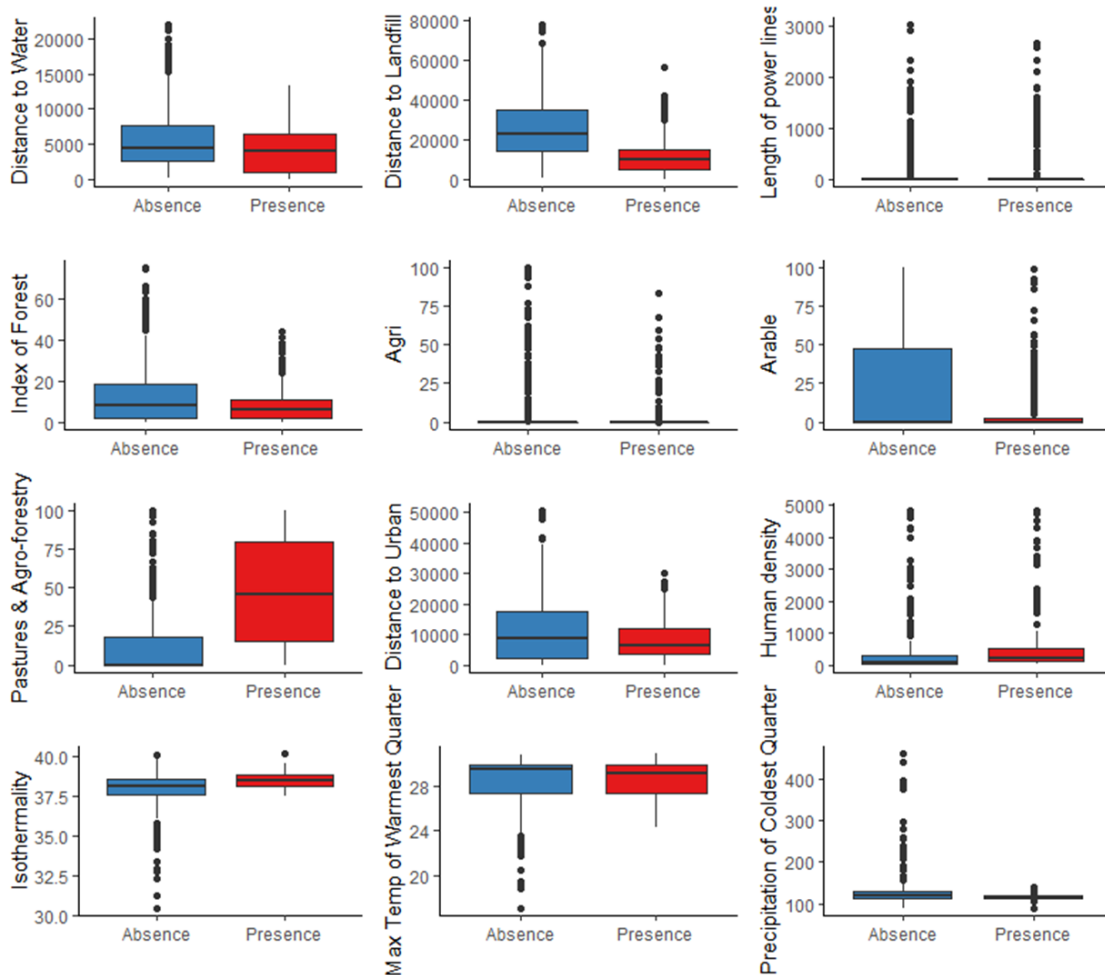 Distance to Water
20000
15000
10000
5000
0
Absence Presence
Distance to Landfill
80000
60000
40000
20000
0
Absence Presence
Length of power lines
3000
2000
1000
0
Absence Presence
Index of Forest
60
40
20
0
Absence Presence
Agri
100
75
50
25
0
Absence Presence
Arable
100
75
50
25
0
Absence Presence
Pastures & Agro-forestry
100
75
50
25
0
Absence Presence
Distance to Urban
50000
40000
30000
20000
10000
0
Absence Presence
Human density
5000
4000
3000
2000
1000
0
Absence Presence
Isothermality
40.0
37.5
35.0
32.5
30.0
Absence Presence
Max Temp of Warmest Quarter
28
24
20
Absence Presence
Precipitation of Coldest Quarter
400
300
200
100
Absence Presence